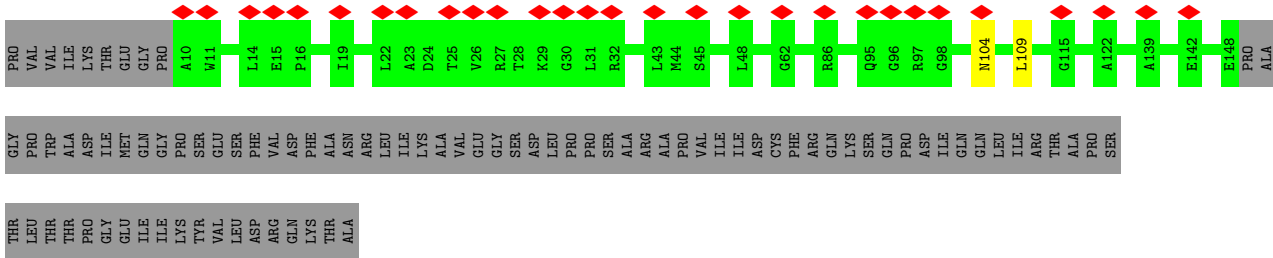 PRO VAL VAL ILE LYS THR GLU GLY PRO A10 W11 L14 E15 P16 I19 L22 A23 D24 T25 V26 R27 T28 K29 G30 L31 R32 L43 M44 S45 L48 G62 R86 Q95 G96 R97 G98 N104 L109 G115 A122 A139 E142 E148 PRO ALA
GLY PRO TRP ALA ASP ILE MET GLN GLY PRO SER GLU SER PHE VAL ASP PHE ALA ASN ARG LEU ILE LYS ALA VAL GLU GLY SER ASP LEU PRO PRO SER ALA ARG ALA PRO VAL ILE ILE ASP CYS PHE ARG GLN LYS SER GLN PRO ASP ILE GLN GLN LEU ILE ARG THR ALA PRO SER
THR LEU THR THR PRO GLY GLU ILE ILE LYS TYR VAL LEU ASP ARG GLN LYS THR ALA